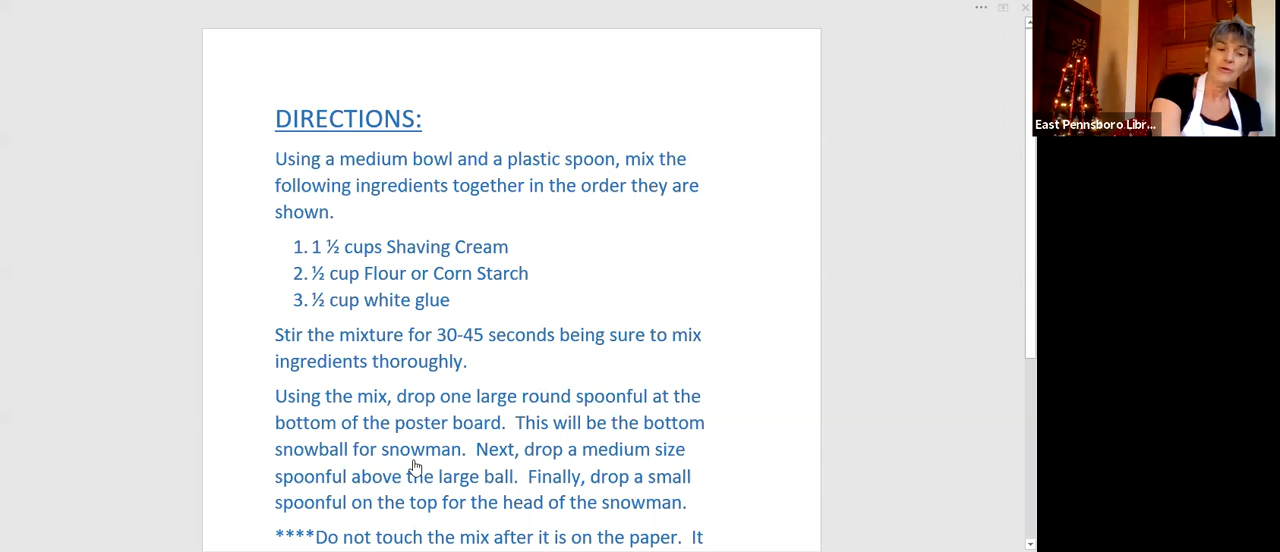 DIRECTIONS:
Using a medium bowl and a plastic spoon, mix the
following ingredients together in the order they are
shown.
1. 1 ½ cups Shaving Cream
2. ½ cup Flour or Corn Starch
3. ½ cup white glue
Stir the mixture for 30-45 seconds being sure to mix
ingredients thoroughly.
Using the mix, drop one large round spoonful at the
bottom of the poster board.  This will be the bottom
snowball for snowman.  Next, drop a medium size
spoonful above the large ball.  Finally, drop a small
spoonful on the top for the head of the snowman.
****Do not touch the mix after it is on the paper.  It
East Pennsboro Libr...